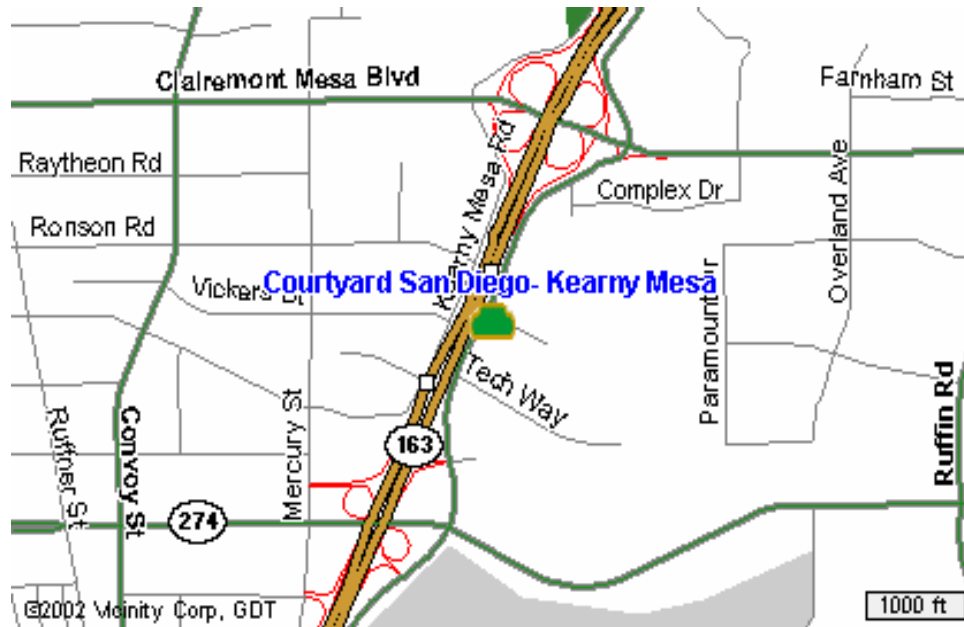 Clairemont Mesa Blvd
Farnham St
Raytheon Rd
Kearny Mesa Rd
Complex Dr
Overland Ave
Ronson Rd
Courtyard San Diego- Kearny Mesa
Vickers St
Paramount Dr
Tech Way
Ruffin Rd
Mercury St
Convoy St
Ruffner St
163
274
©2002 Vicinity Corp, GDT
1000 ft